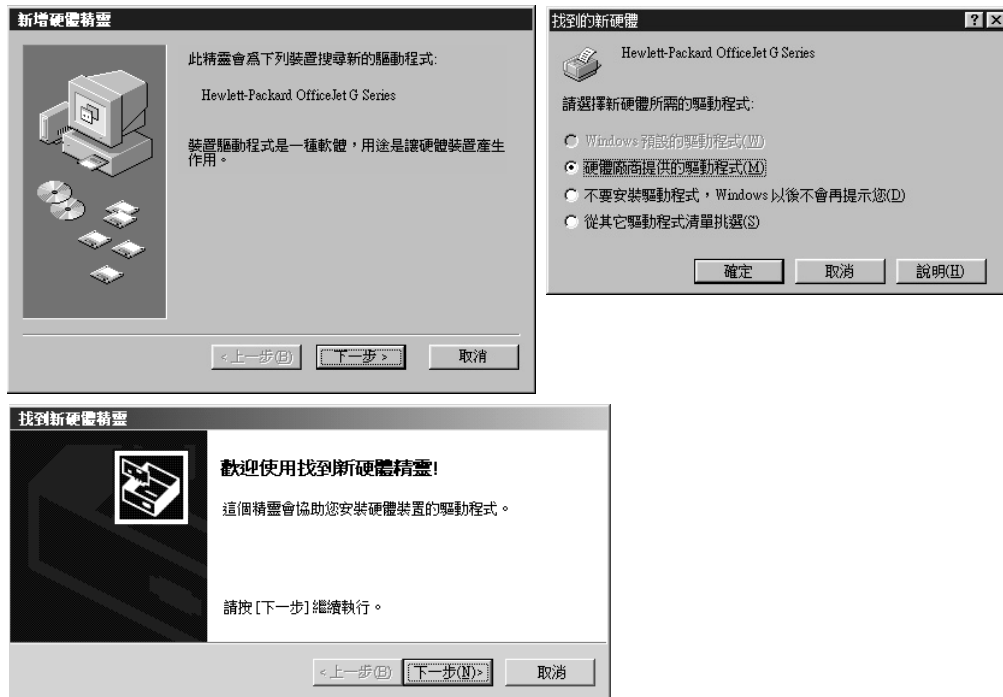 新增硬體精靈
此精靈會為下列裝置搜尋新的驅動程式:
Hewlett-Packard OfficeJet G Series
裝置驅動程式是一種軟體，用途是讓硬體裝置產生
作用。
<上一步(B)
下一步 >
取消
找到的新硬體
Hewlett-Packard OfficeJet G Series
請選擇新硬體所需的驅動程式:
Windows 預設的驅動程式(W)
硬體廠商提供的驅動程式(M)
不要安裝驅動程式，Windows 以後不會再提示您(D)
從其它驅動程式清單挑選(S)
確定
取消
說明(H)
找到新硬體精靈
歡迎使用找到新硬體精靈!
這個精靈會協助您安裝硬體裝置的驅動程式。
請按 [下一步] 繼續執行。
<上一步(B)
下一步(N)>
取消